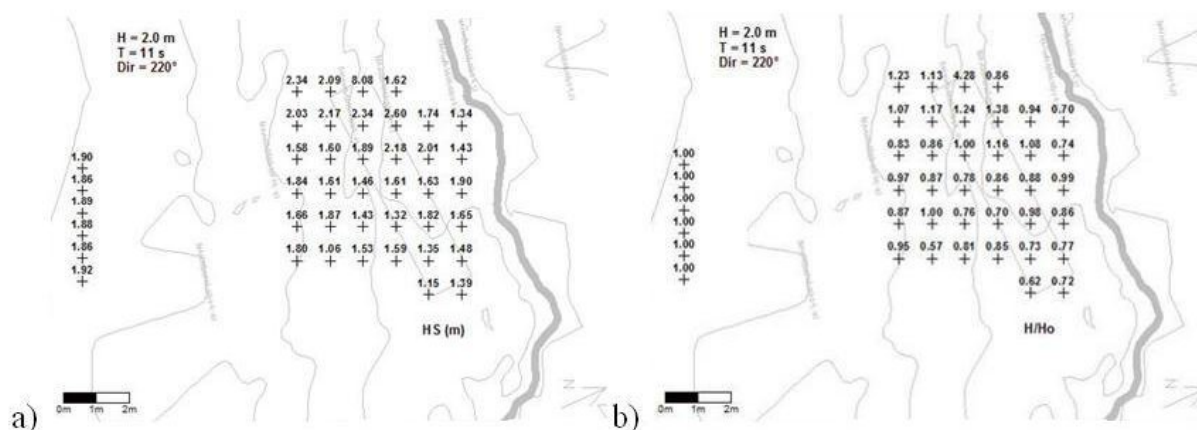 H = 2.0 m
T = 11 s
Dir = 220°
2.34 2.09 8.08 1.62
2.03 2.17 2.34 2.60 1.74 1.34
1.58 1.60 1.89 2.18 2.01 1.43
1.90
1.86
1.84 1.61 1.46 1.61 1.63 1.90
1.89
1.88
1.66 1.87 1.43 1.32 1.82 1.65
1.86
1.80 1.06 1.53 1.59 1.35 1.48
1.92
1.15 1.39
HS (m)
0m 1m 2m
N
a)
H = 2.0 m
T = 11 s
Dir = 220°
1.23 1.13 4.28 0.86
1.07 1.17 1.24 1.38 0.94 0.70
0.83 0.86 1.00 1.16 1.08 0.74
1.00
1.00
0.97 0.87 0.78 0.86 0.88 0.99
1.00
1.00
0.87 1.00 0.76 0.70 0.98 0.86
1.00
0.95 0.57 0.81 0.85 0.73 0.77
1.00
0.62 0.72
H/Ho
0m 1m 2m
N
b)